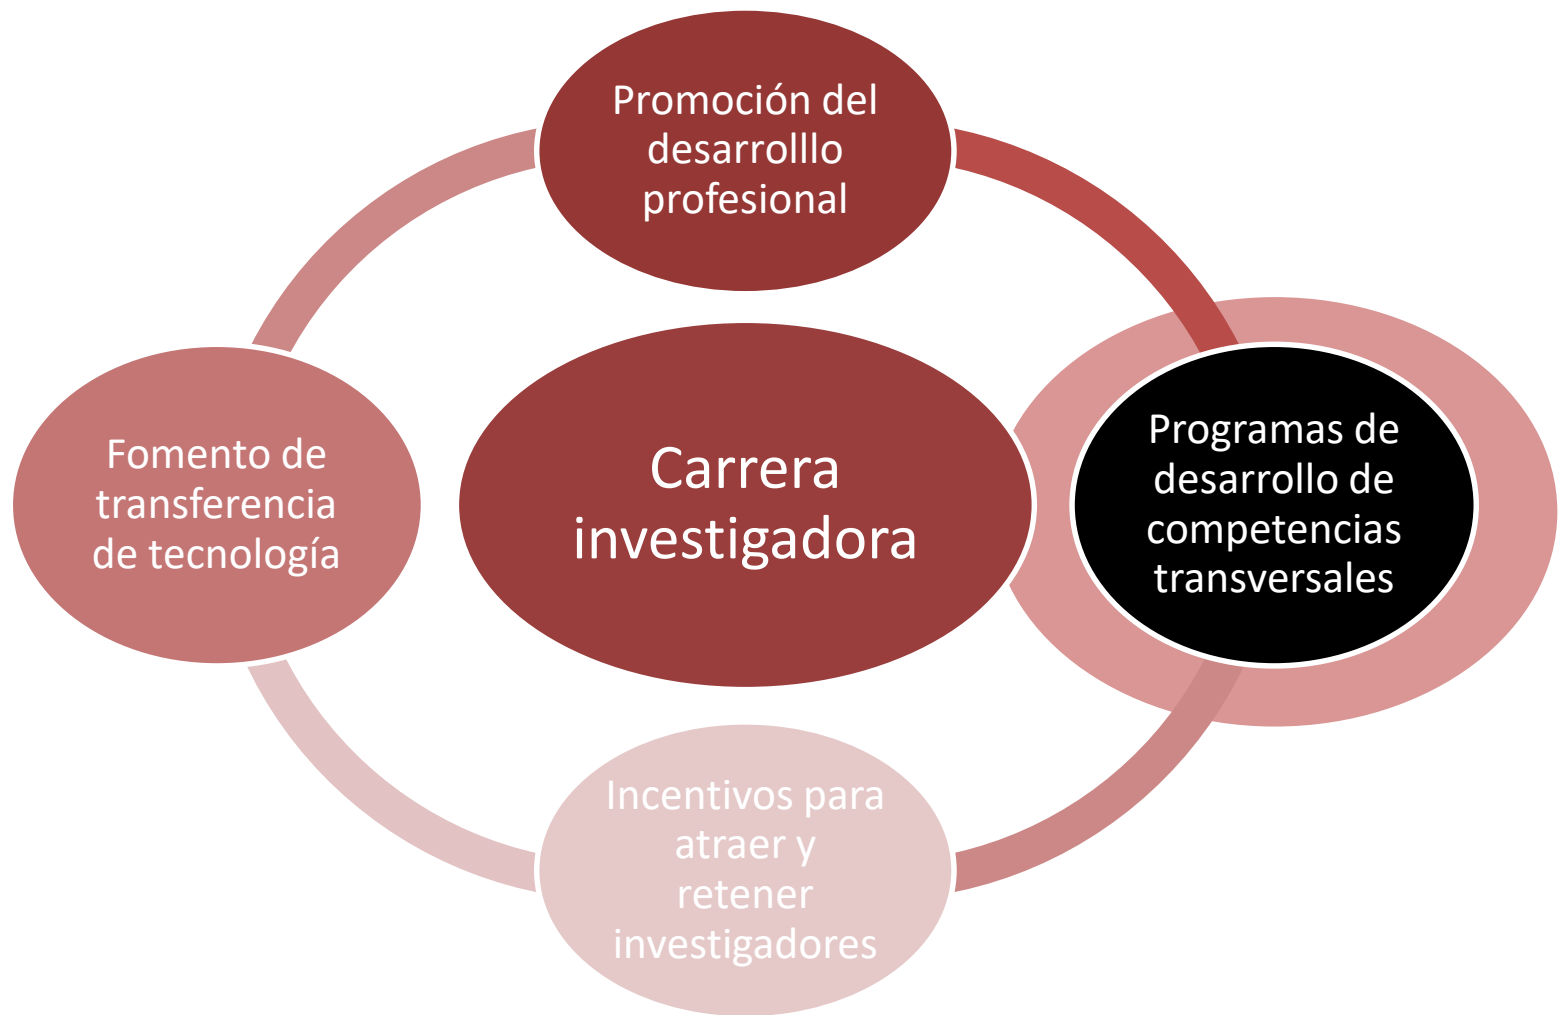 Promoción del
desarrolllo
profesional
Fomento de
transferencia
de tecnología
Carrera
investigadora
Programas de
desarrollo de
competencias
transversales
Incentivos para
atraer y
retener
investigadores